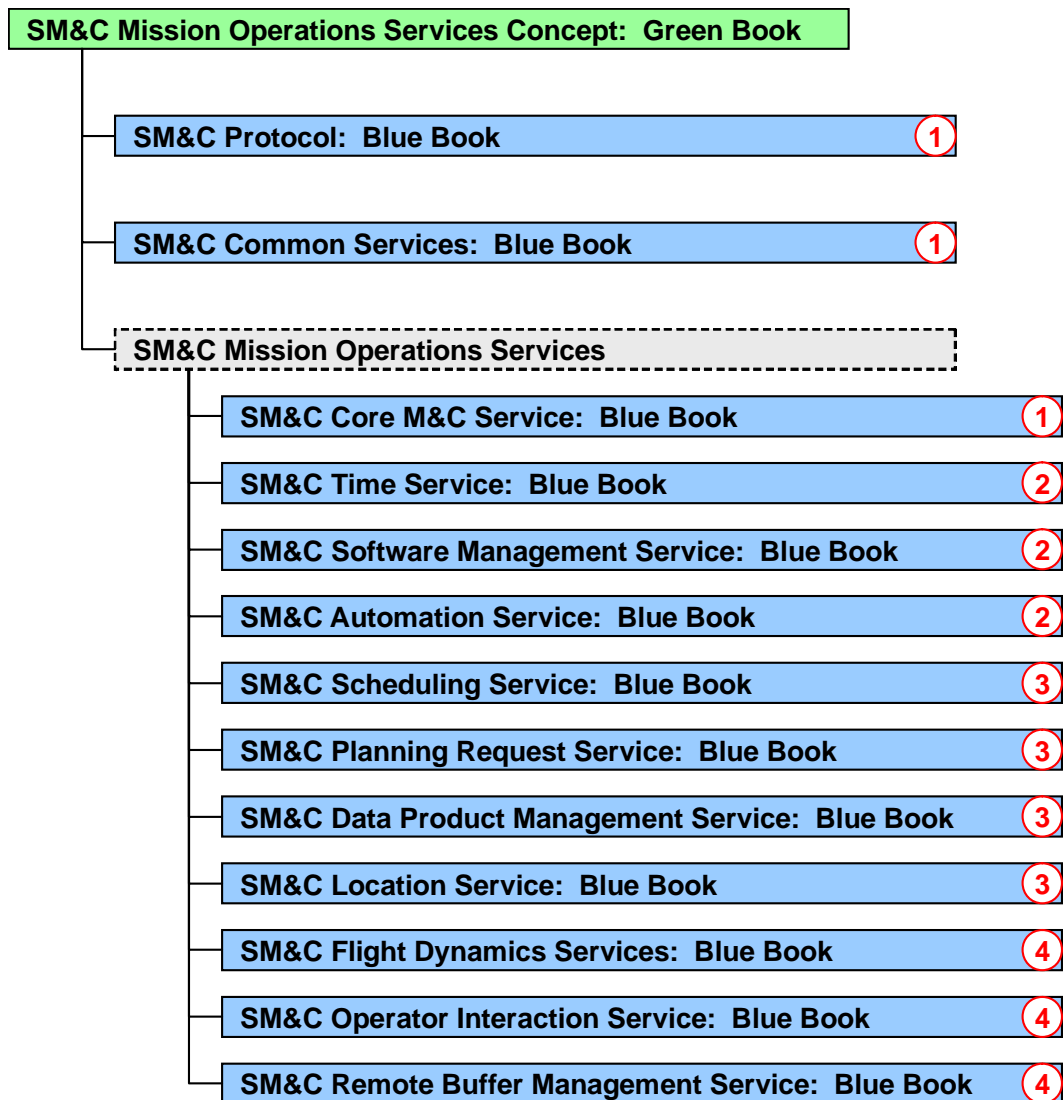 SM&C Mission Operations Services Concept:  Green Book
SM&C Protocol:  Blue Book 1
SM&C Common Services:  Blue Book 1
SM&C Mission Operations Services
SM&C Core M&C Service:  Blue Book 1
SM&C Time Service:  Blue Book 2
SM&C Software Management Service:  Blue Book 2
SM&C Automation Service:  Blue Book 2
SM&C Scheduling Service:  Blue Book 3
SM&C Planning Request Service:  Blue Book 3
SM&C Data Product Management Service:  Blue Book 3
SM&C Location Service:  Blue Book 3
SM&C Flight Dynamics Services:  Blue Book 4
SM&C Operator Interaction Service:  Blue Book 4
SM&C Remote Buffer Management Service:  Blue Book 4